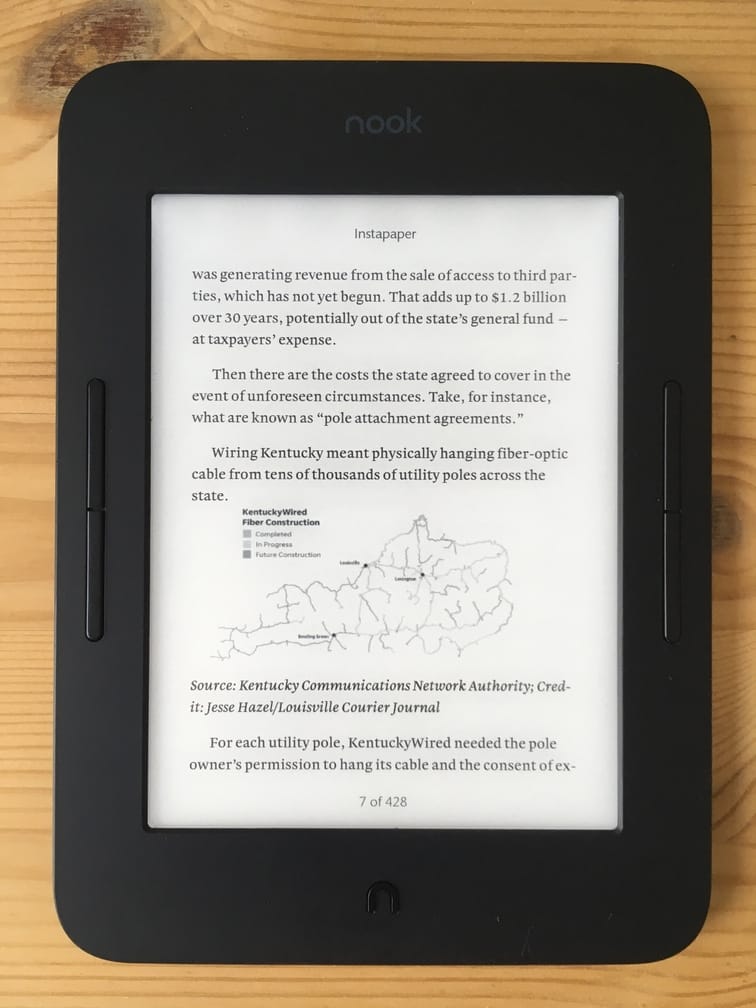 nook
Instapaper
was generating revenue from the sale of access to third par-
ties, which has not yet begun. That adds up to $1.2 billion
over 30 years, potentially out of the state’s general fund —
at taxpayers’ expense.
Then there are the costs the state agreed to cover in the
event of unforeseen circumstances. Take, for instance,
what are known as “pole attachment agreements.”
Wiring Kentucky meant physically hanging fiber-optic
cable from tens of thousands of utility poles across the
state.
KentuckyWired
Fiber Construction
Completed
In Progress
Future Construction
Louisville
Lexington
Bowling Green
Source: Kentucky Communications Network Authority; Cred-
it: Jesse Hazel/Louisville Courier Journal
For each utility pole, KentuckyWired needed the pole
owner’s permission to hang its cable and the consent of ex-
7 of 428